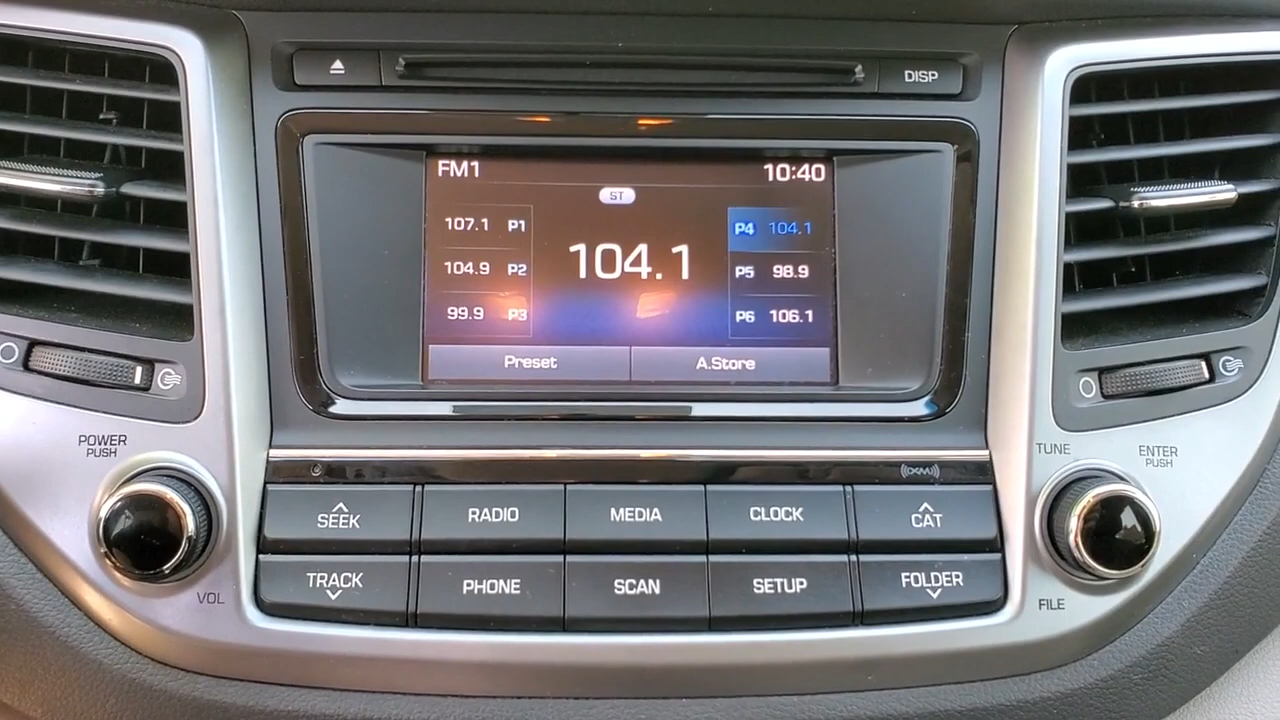 DISP
FM1 10:40
ST
107.1 P1
104.9 P2
99.9 P3
104.1
P4 104.1
P5 98.9
P6 106.1
Preset A.Store
POWER
PUSH
VOL
TUNE
ENTER
PUSH
FILE
((XM))
SEEK RADIO MEDIA CLOCK CAT
TRACK PHONE SCAN SETUP FOLDER